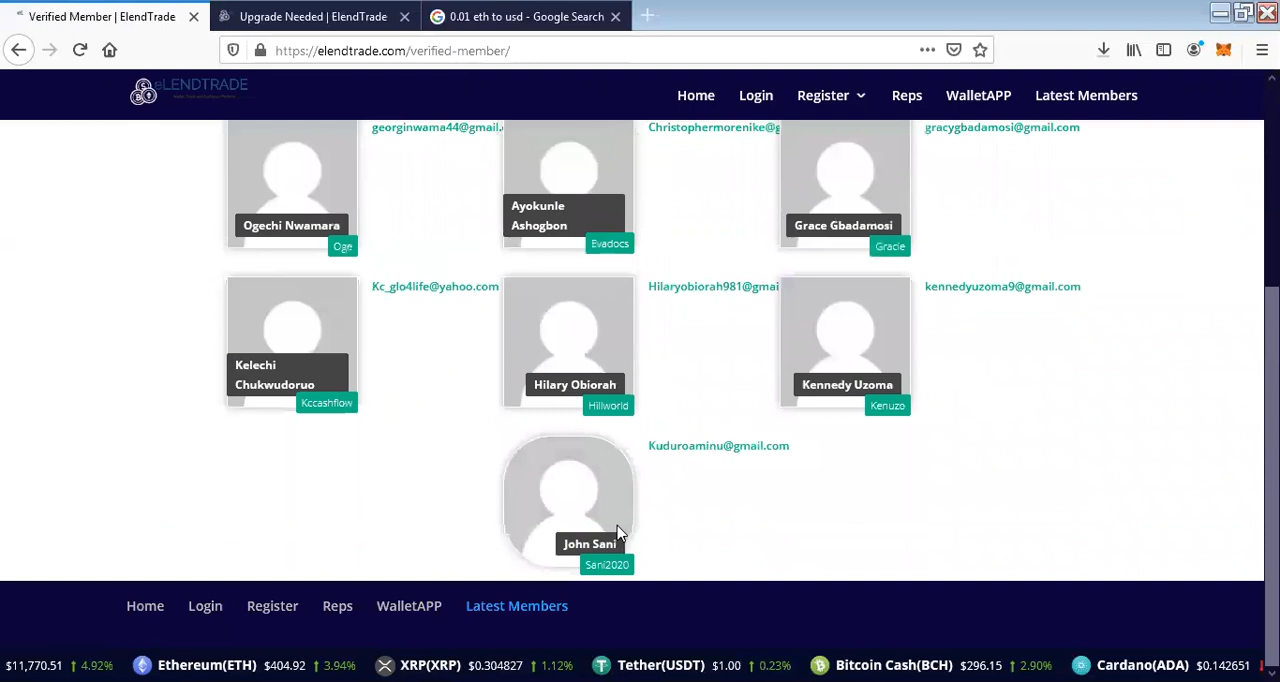 Verified Member | ElendTrade
Upgrade Needed | ElendTrade
0.01 eth to usd - Google Search
https://elendtrade.com/verified-member/
eLENDTRADE
Home Login Register Reps WalletAPP Latest Members
georginwama44@gmail.
Christophermorenike@g
gracygbadamosi@gmail.com
Ogechi Nwamara
Oge
Ayokunle
Ashogbon
Evadocs
Grace Gbadamosi
Gracie
Kc_glo4life@yahoo.com
Hilaryobiorah981@gmai
kennedyuzoma9@gmail.com
Kelechi
Chukwudoruo
Kccashflow
Hilary Obiorah
Hillworld
Kennedy Uzoma
Kenuzo
Kuduroaminu@gmail.com
John Sani
Sani2020
Home Login Register Reps WalletAPP Latest Members
$11,770.51 ↑ 4.92% Ethereum(ETH) $404.92 ↑ 3.94% XRP(XRP) $0.304827 ↑ 1.12% Tether(USDT) $1.00 ↑ 0.23% Bitcoin Cash(BCH) $296.15 ↑ 2.90% Cardano(ADA) $0.142651